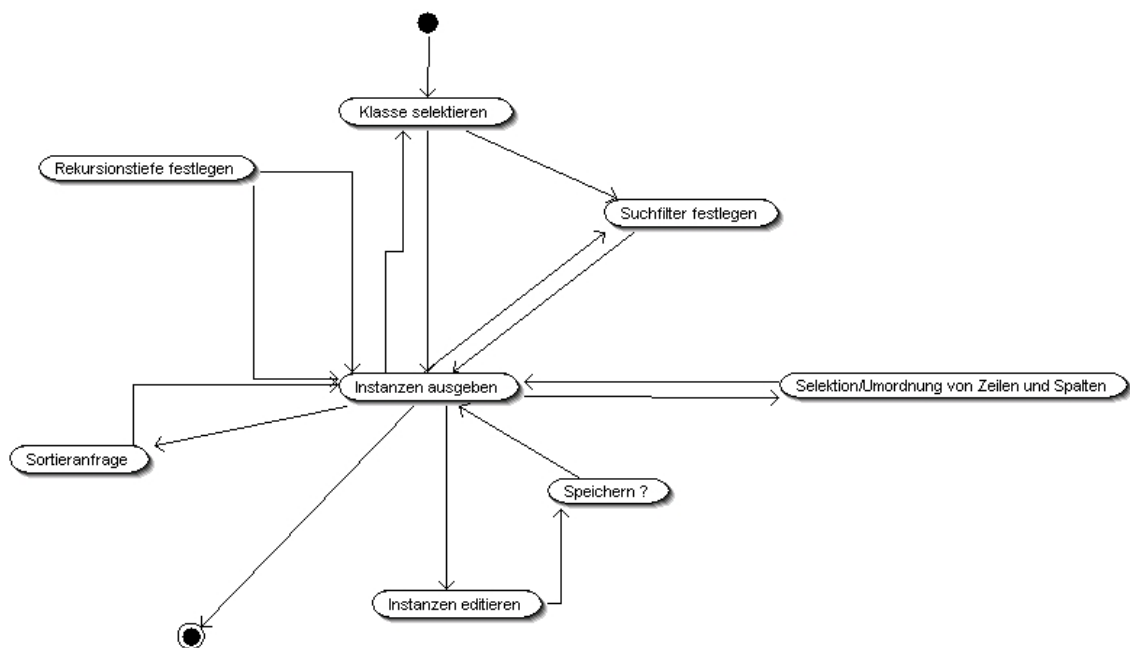 Klasse selektieren
Rekursionstiefe festlegen
Suchfilter festlegen
Instanzen ausgeben
Selektion/Umordnung von Zeilen und Spalten
Sortieranfrage
Speichern ?
Instanzen editieren